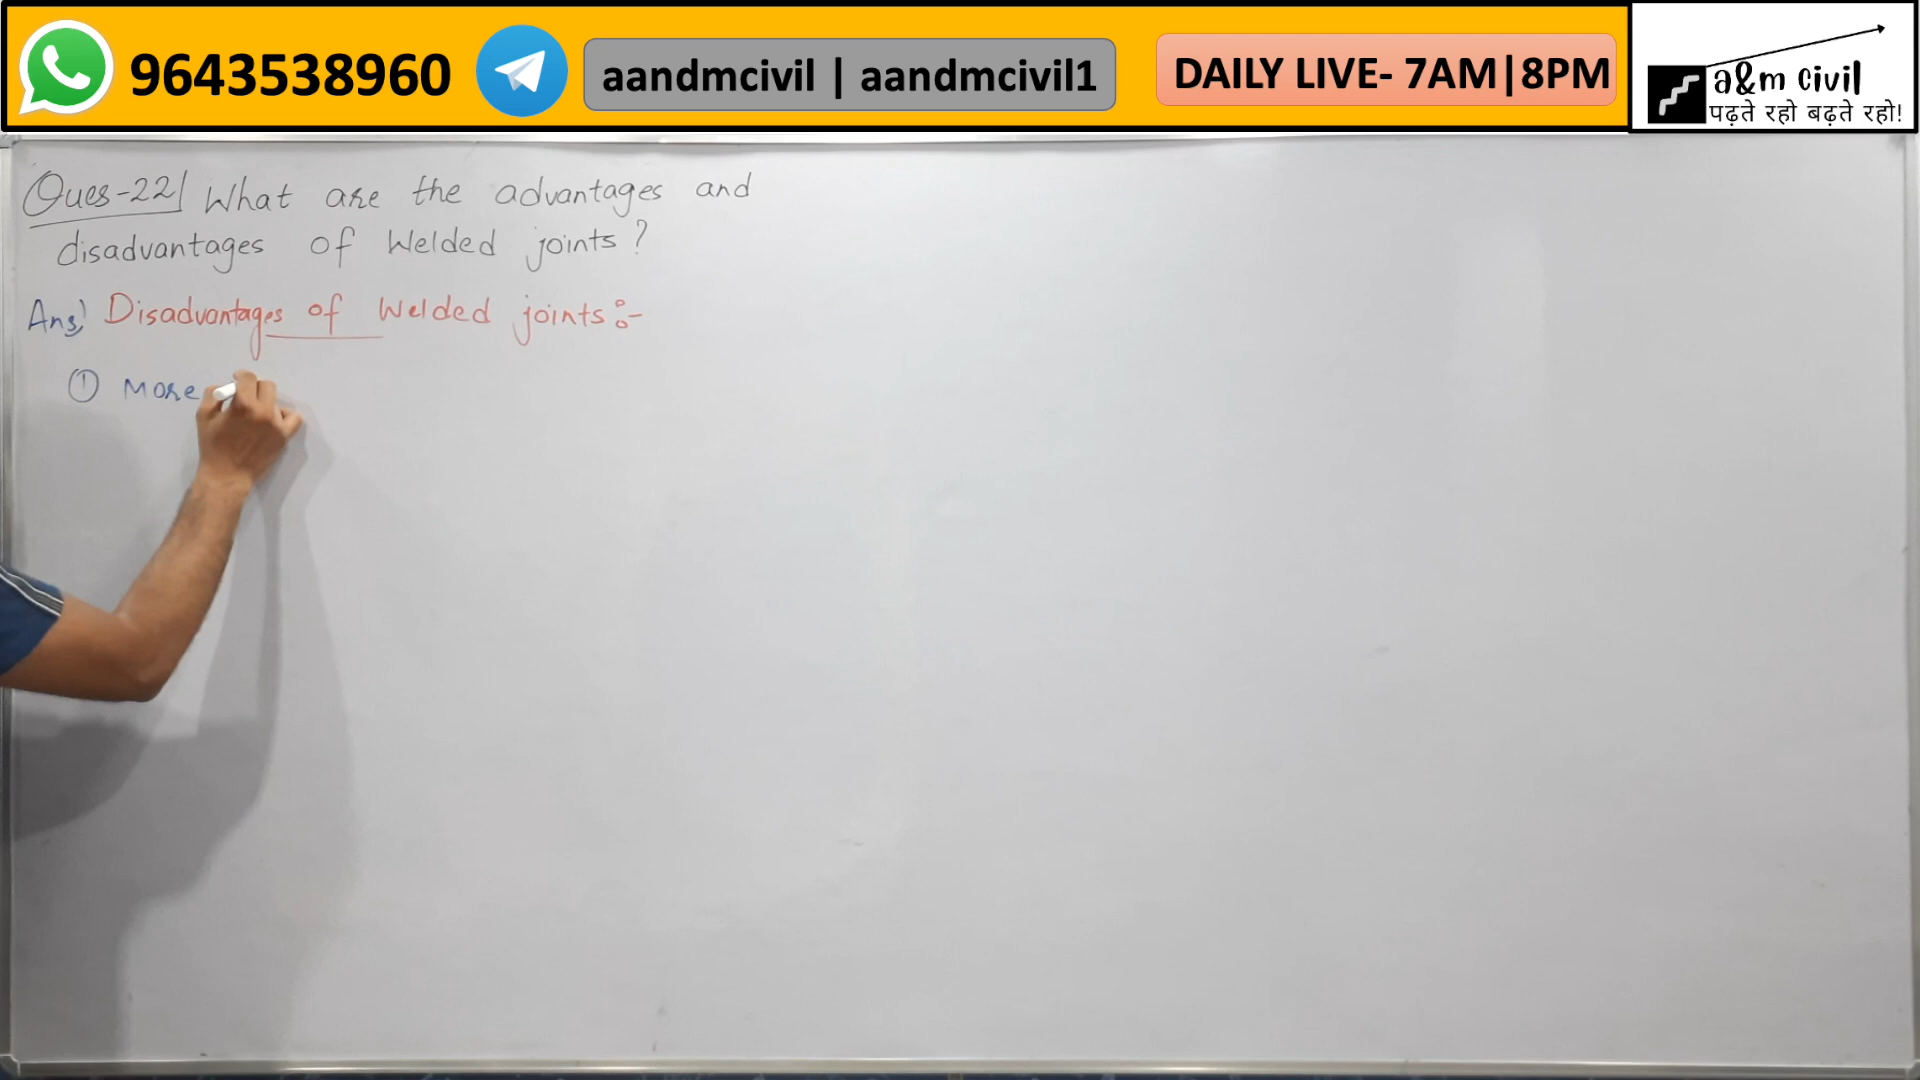 9643538960
aandmcivil | aandmcivil1
DAILY LIVE- 7AM|8PM
a&m civil
पढ़ते रहो बढ़ते रहो!
Ques-22) What are the advantages and
disadvantages of Welded joints?
Ans) Disadvantages of Welded joints:-
① More